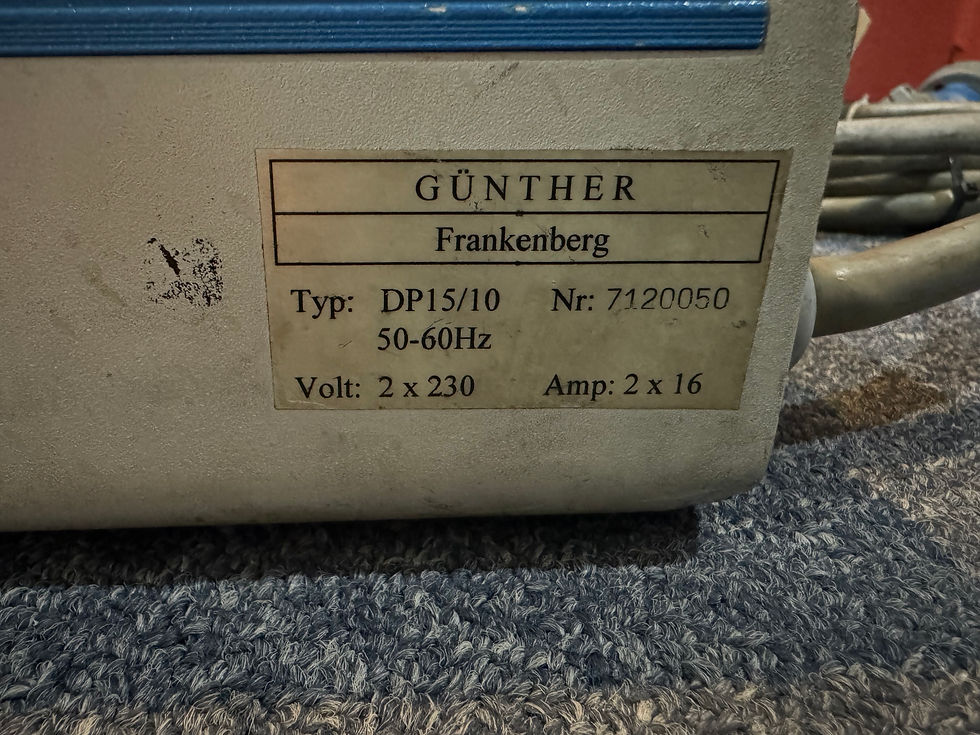 GÜNTHER
Frankenberg
Typ: DP15/10 Nr: 7120050
50-60Hz
Volt: 2 x 230 Amp: 2 x 16